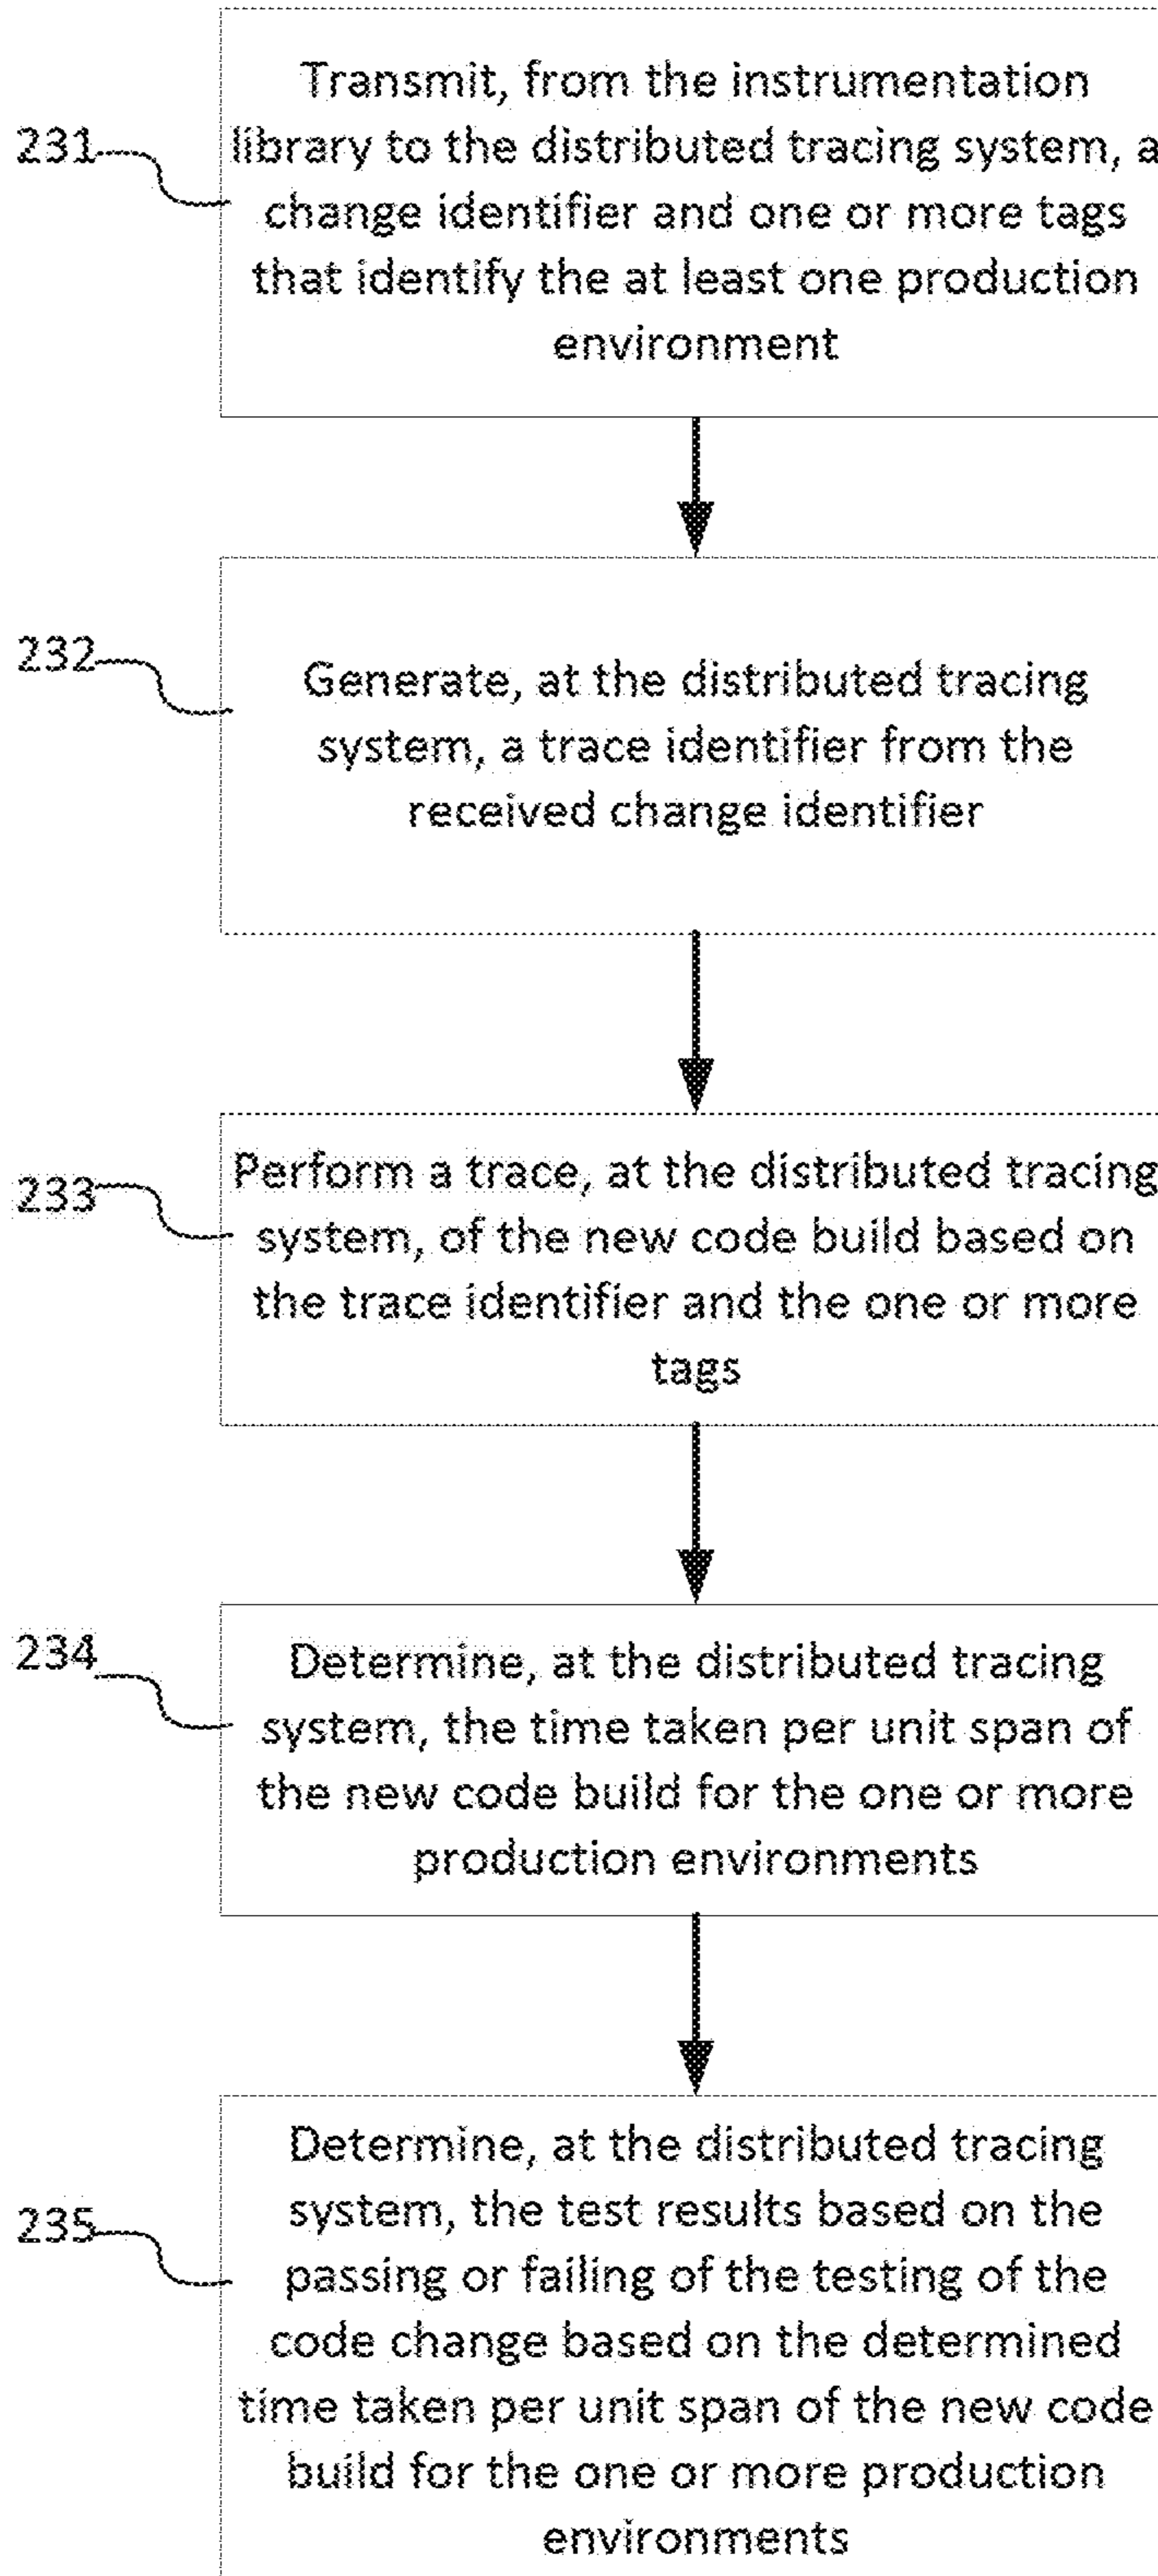 Transmit, from the instrumentation
231
library to the distributed tracing system, a
change identifier and one or more tags
that identify the at least one production
environment
232
Generate, at the distributed tracing
system, a trace identifier from the
received change identifier
Perform a trace, at the distributed tracing
233
system, of the new code build based on
the trace identifier and the one or more
tags
234
Determine, at the distributed tracing
system, the time taken per unit span of
the new code build for the one or more
production environments
Determine, at the distributed tracing
system, the test results based on the
235
passing or failing of the testing of the
code change based on the determined
time taken per unit span of the new code
build for the one or more production
environments